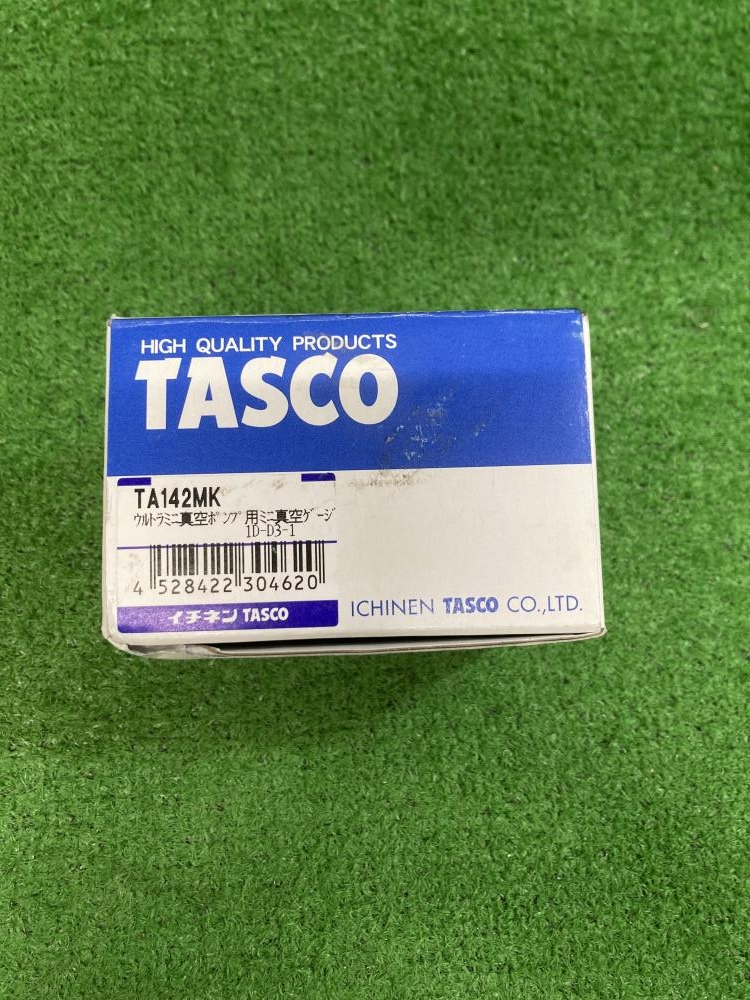 HIGH QUALITY PRODUCTS
TASCO
TA142MK
ウルトラミニ真空ポンプ用ミニ真空ゲージ
1D-D3-1
4 528422 304620
イチネン TASCO
ICHINEN TASCO CO.,LTD.